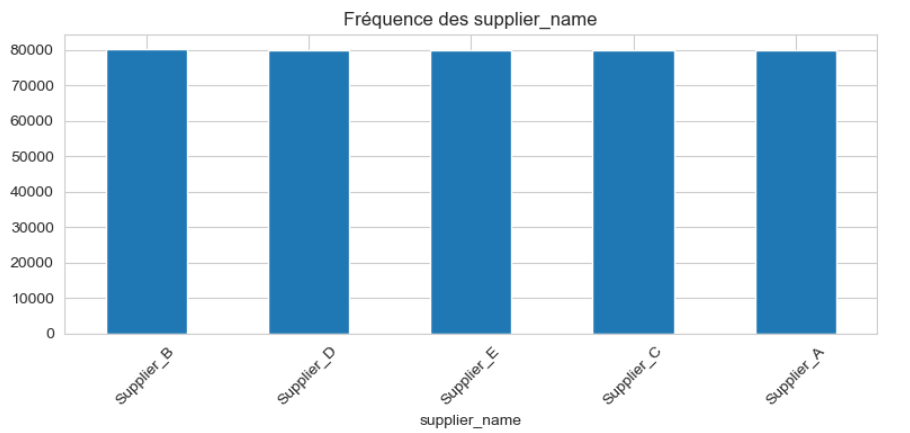 Fréquence des supplier_name
80000
70000
60000
50000
40000
30000
20000
10000
0
Supplier_B
Supplier_D
Supplier_E
Supplier_C
Supplier_A
supplier_name